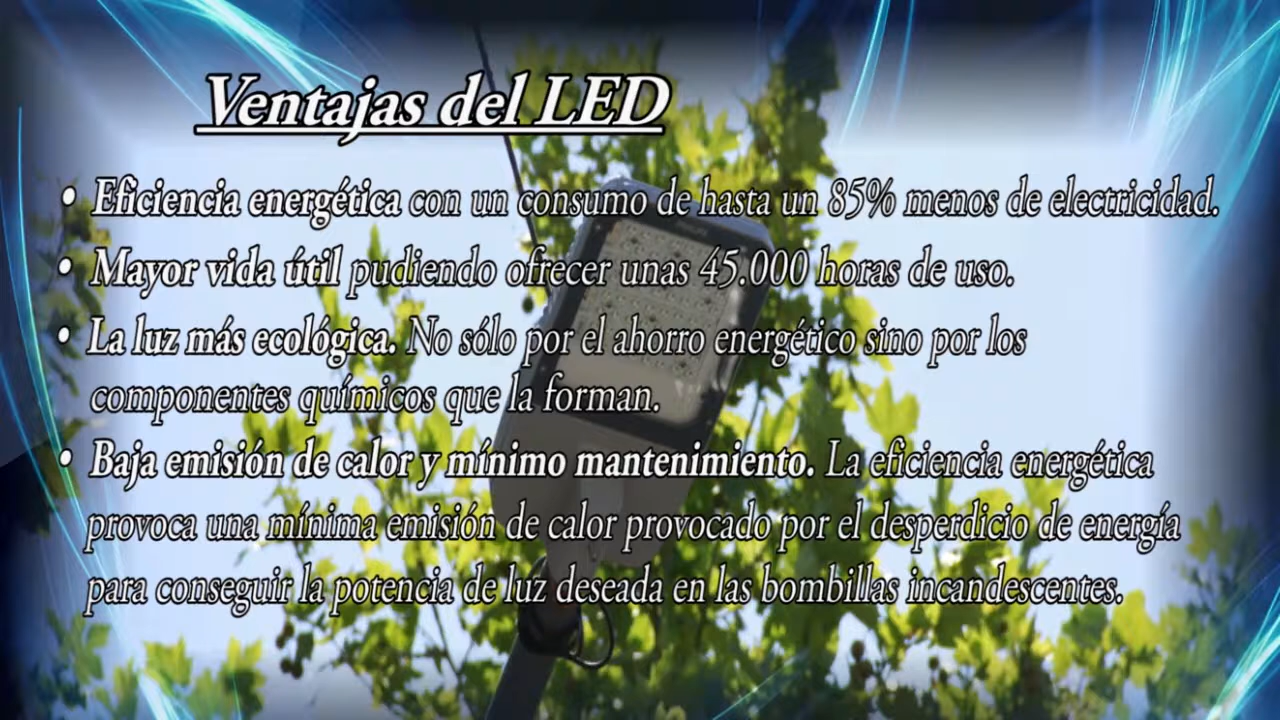 Ventajas del LED
• Eficiencia energética con un consumo de hasta un 85% menos de electricidad.
• Mayor vida útil pudiendo ofrecer unas 45.000 horas de uso.
• La luz más ecológica. No sólo por el ahorro energético sino por los
componentes químicos que la forman.
• Baja emisión de calor y mínimo mantenimiento. La eficiencia energética
provoca una mínima emisión de calor provocado por el desperdicio de energía
para conseguir la potencia de luz deseada en las bombillas incandescentes.